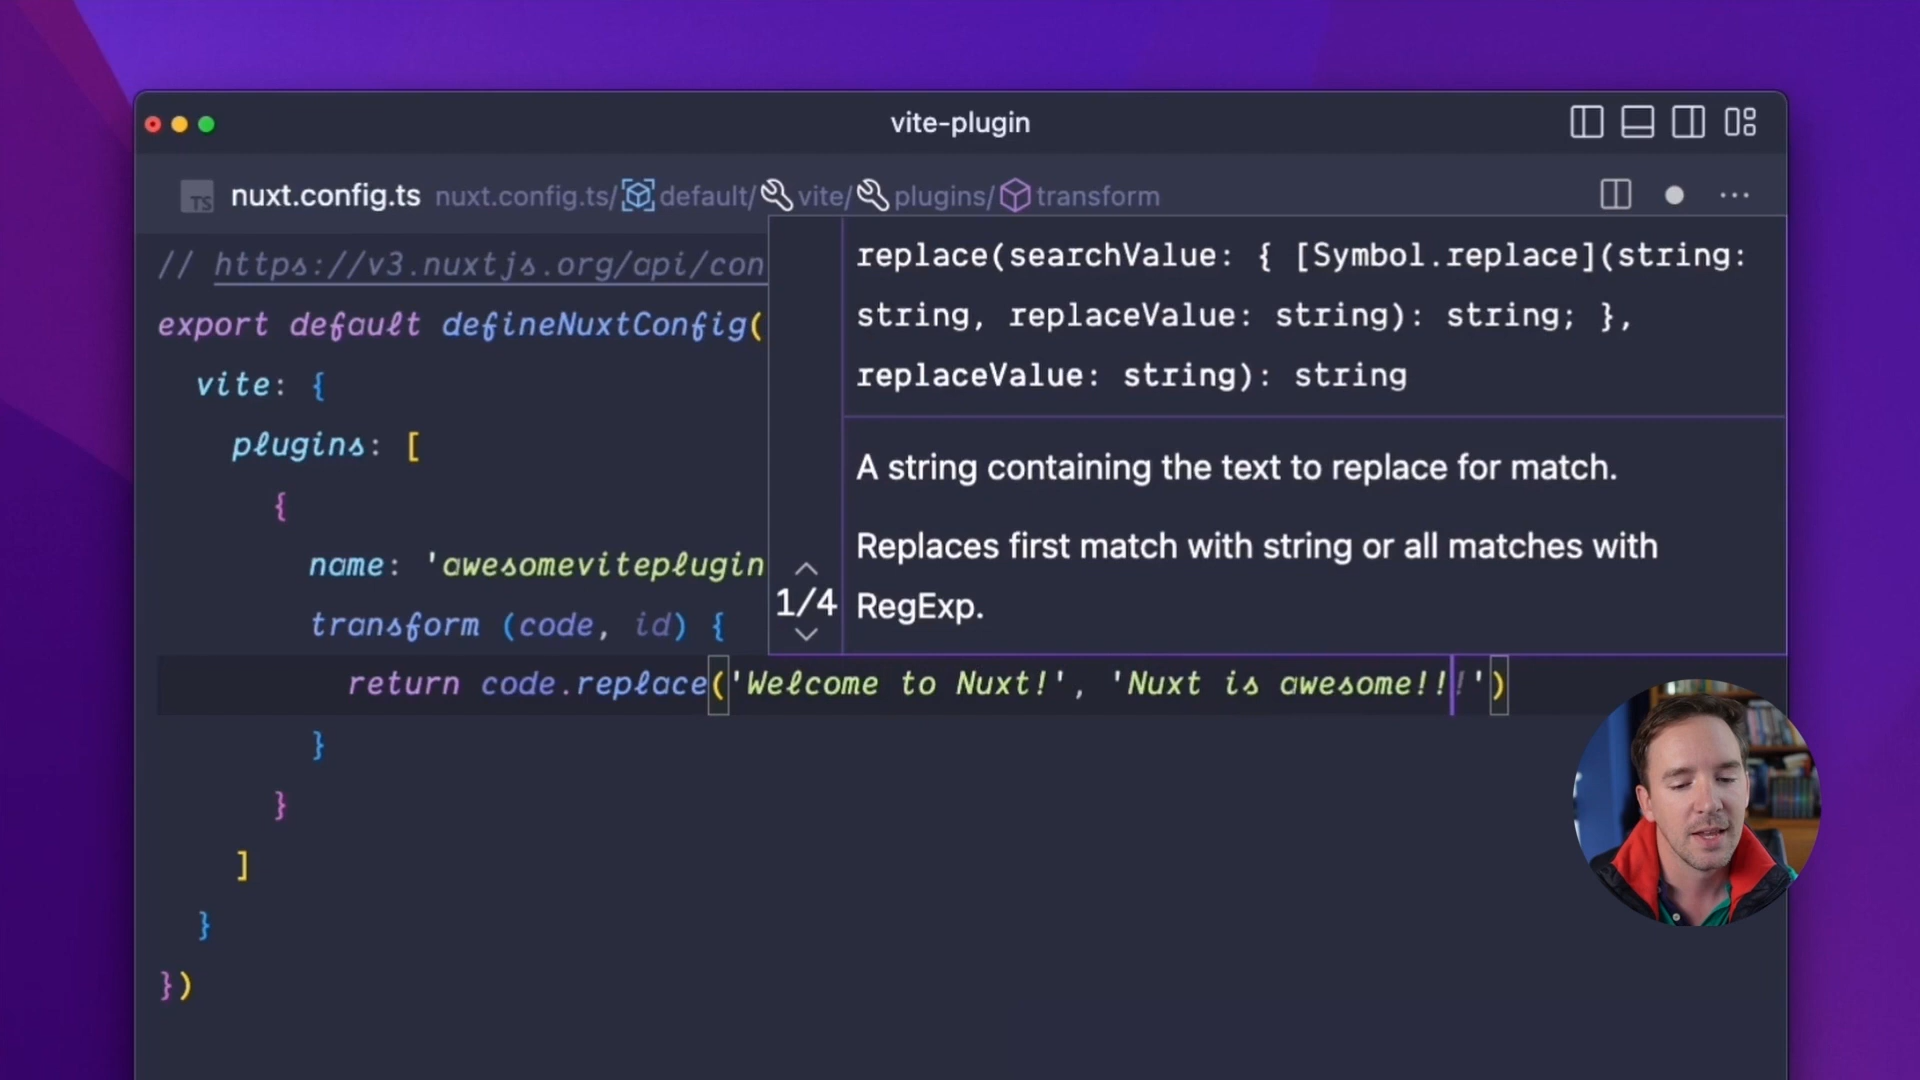 vite-plugin
TS nuxt.config.ts nuxt.config.ts/ default/ vite/ plugins/ transform ...
// https://v3.nuxtjs.org/api/con
export default defineNuxtConfig(
vite: {
plugins: [
{
name: 'awesomeviteplugin
transform (code, id) {
return code.replace('Welcome to Nuxt!', 'Nuxt is awesome!!!')
}
}
]
}
})
1/4
replace(searchValue: { [Symbol.replace](string:
string, replaceValue: string): string; },
replaceValue: string): string
A string containing the text to replace for match.
Replaces first match with string or all matches with
RegExp.